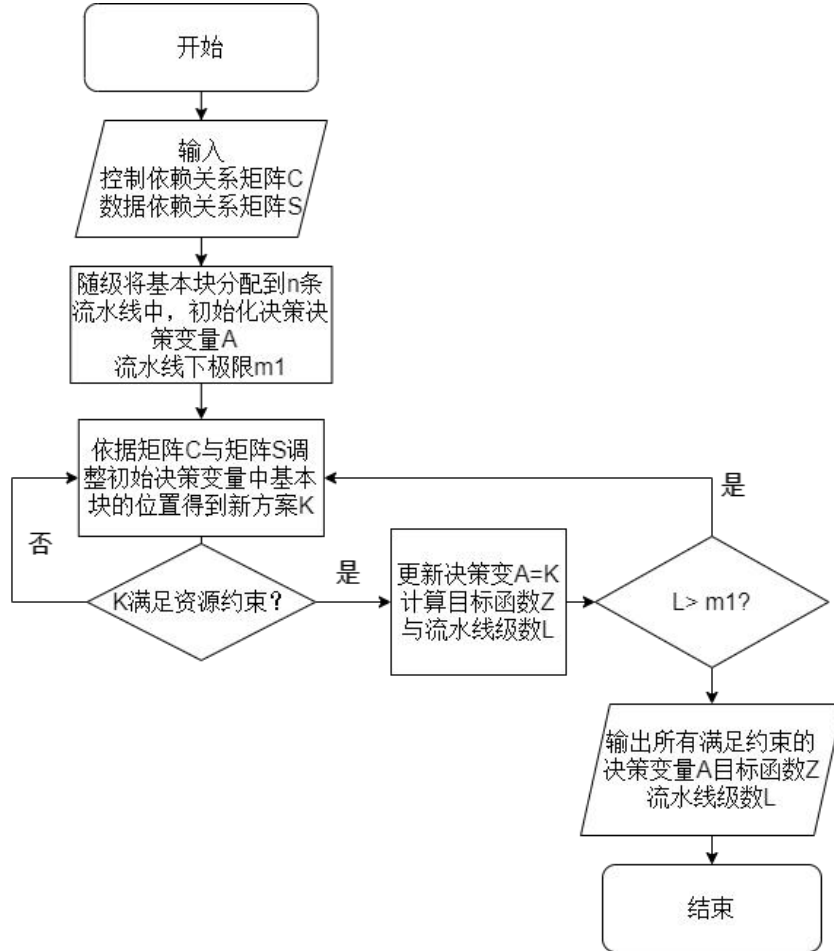 开始
输入
控制依赖关系矩阵C
数据依赖关系矩阵S
随级将基本块分配到n条
流水线中，初始化决策决
策变量A
流水线下极限m1
依据矩阵C与矩阵S调
整初始决策变量中基本
块的位置得到新方案K
否
K满足资源约束？
是
更新决策变A=K
计算目标函数Z
与流水线级数L
L> m1?
是
输出所有满足约束的
决策变量A目标函数Z
流水线级数L
结束